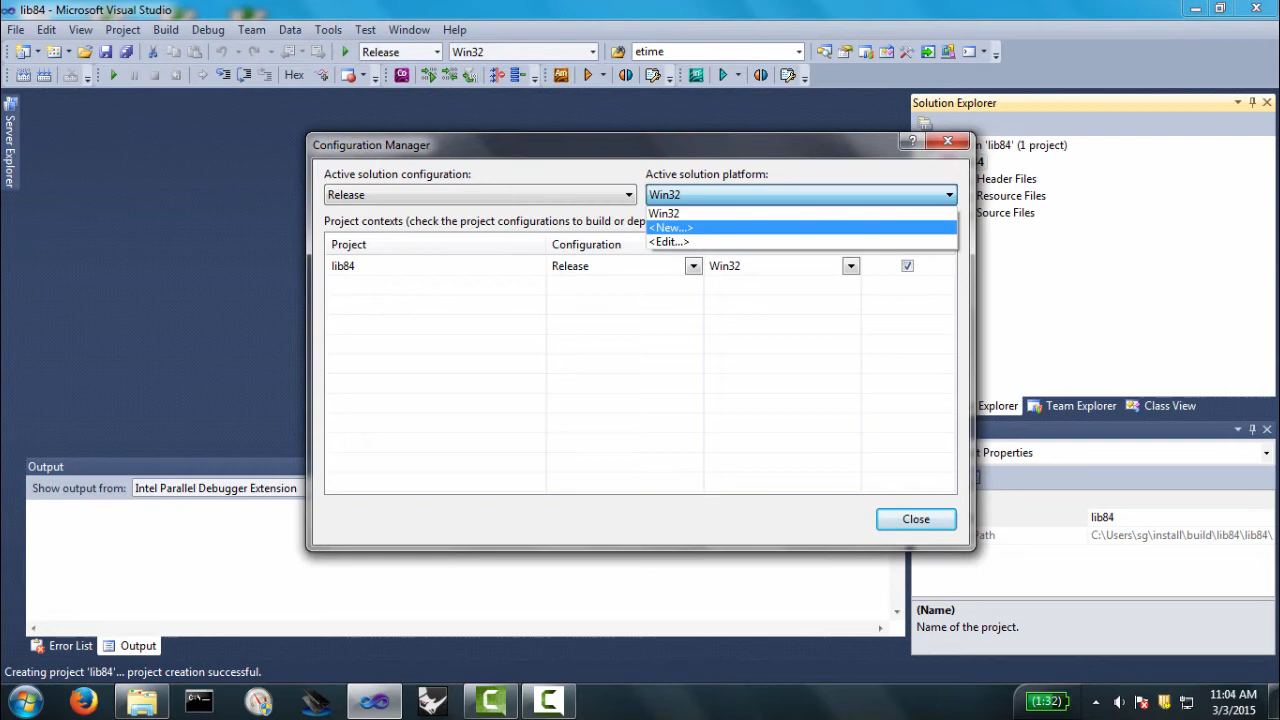 lib84 - Microsoft Visual Studio
File Edit View Project Build Debug Team Data Tools Test Window Help
Release Win32 etime
Hex
Server Explorer
Solution Explorer
'lib84' (1 project)
Header Files
Resource Files
Source Files
Configuration Manager
Active solution configuration: Active solution platform:
Release Win32
Win32
<New...>
<Edit...>
Project contexts (check the project configurations to build or
Project Configuration
lib84 Release Win32
Close
Explorer Team Explorer Class View
Properties
lib84
C:\Users\sg\install\build\lib84\lib84\
(Name)
Name of the project.
Output
Show output from: Intel Parallel Debugger Extension
Error List Output
Creating project 'lib84'... project creation successful.
(1:32)
11:04 AM
3/3/2015